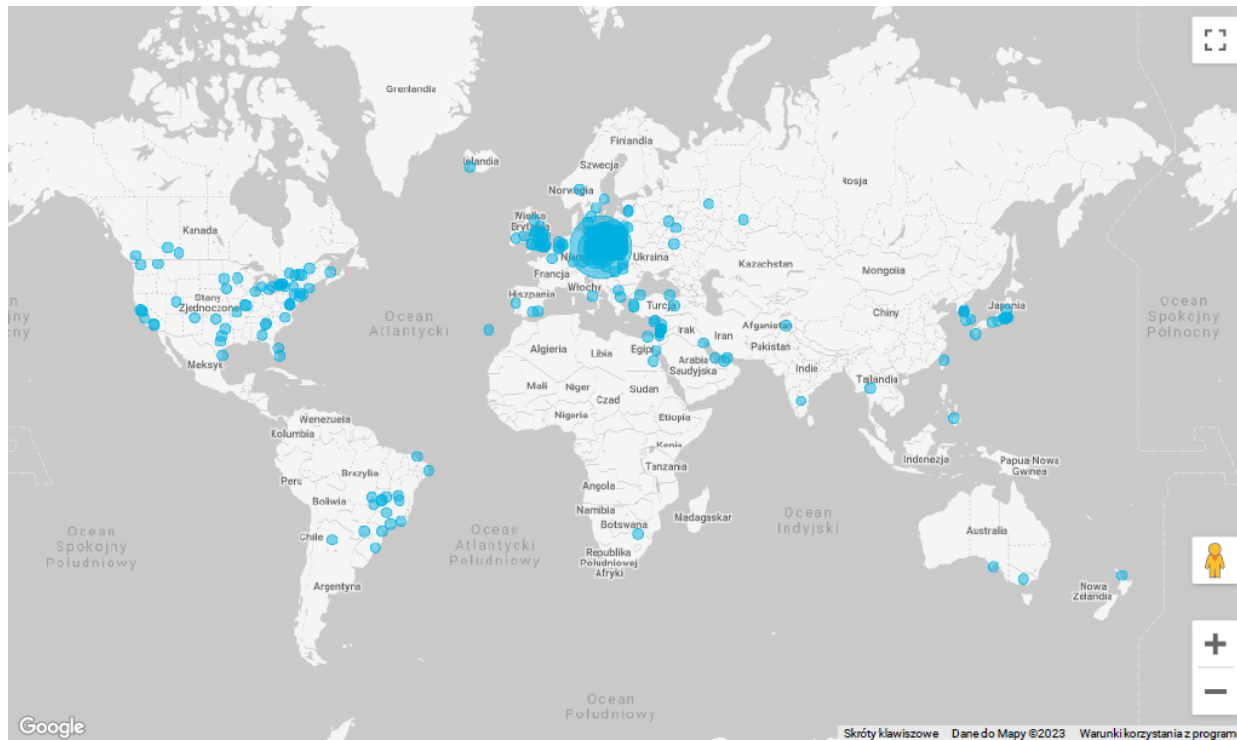 Grenlandia
Islandia
Finlandia
Szwecja
Norwegia
Rosja
Wielka
Brytania
Kanada
Ukraina
Kazachstan
Mongolia
Francja
Włochy
Hiszpania
Turcja
Stany
Zjednoczone
Ocean
Atlantycki
Chiny
Japonia
Ocean
Spokojny
Północny
Irak
Iran
Afganistan
Pakistan
Algieria
Libia
Egipt
Arabia
Saudyjska
Indie
Meksyk
Tajlandia
Mali
Niger
Czad
Sudan
Nigeria
Etiopia
Wenezuela
Kolumbia
Kenia
Tanzania
Indonezja
Papua-Nowa
Gwinea
Peru
Brazylia
Boliwia
Angola
Namibia
Botswana
Madagaskar
Ocean
Indyjski
Australia
Chile
Ocean
Spokojny
Południowy
Ocean
Atlantycki
Południowy
Republika
Południowej
Afryki
Argentyna
Nowa
Zelandia
Ocean
Południowy
Google
Skróty klawiszowe Dane do Mapy ©2023 Warunki korzystania z program